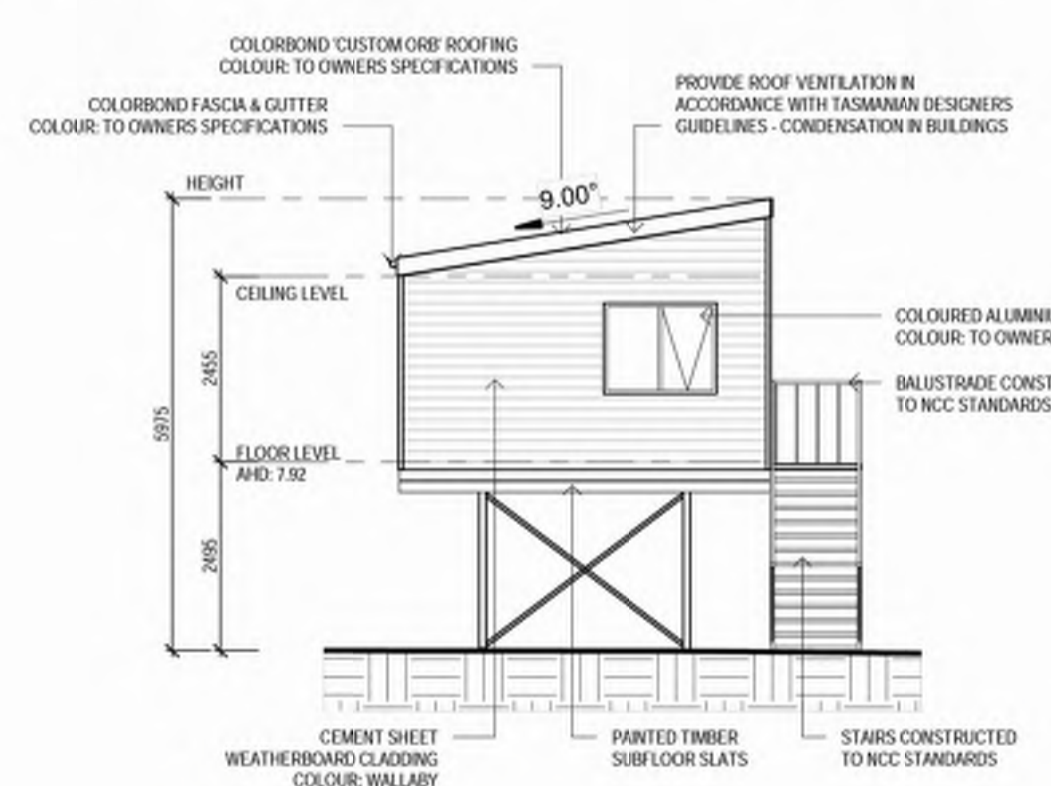 COLORBOND 'CUSTOM ORB' ROOFING
COLOUR: TO OWNERS SPECIFICATIONS
PROVIDE ROOF VENTILATION IN
ACCORDANCE WITH TASMANIAN DESIGNERS
GUIDELINES - CONDENSATION IN BUILDINGS
COLORBOND FASCIA & GUTTER
COLOUR: TO OWNERS SPECIFICATIONS
HEIGHT
9.00°
CEILING LEVEL
COLOURED ALUMINI
COLOUR: TO OWNER
2455
BALUSTRADE CONST
TO NCC STANDARDS
5975
FLOOR LEVEL
AHD: 7.92
2495
CEMENT SHEET
WEATHERBOARD CLADDING
COLOUR: WALLABY
PAINTED TIMBER
SUBFLOOR SLATS
STAIRS CONSTRUCTED
TO NCC STANDARDS